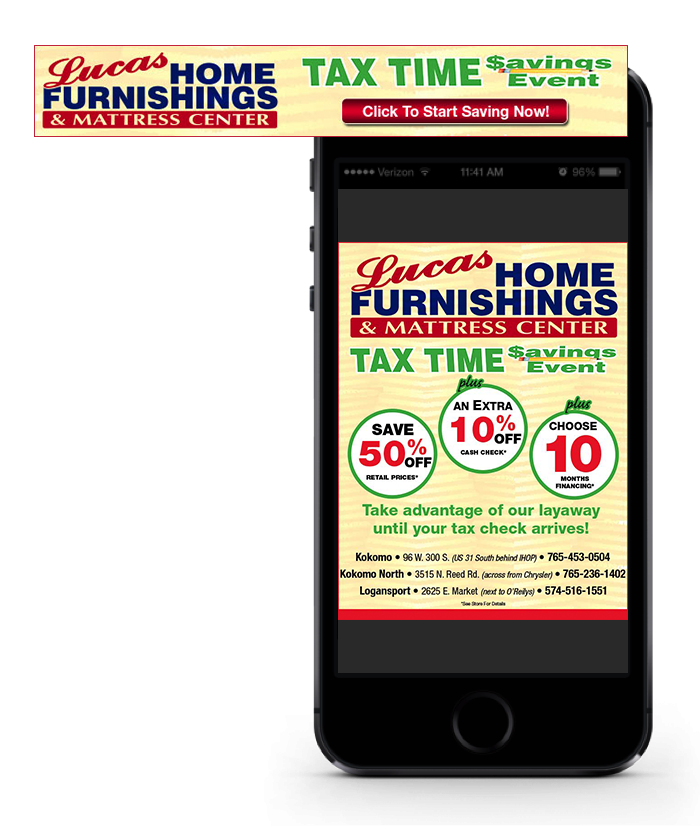 Lucas HOME
FURNISHINGS
& MATTRESS CENTER
TAX TIME $avings Event
Click To Start Saving Now!
Verizon 11:41 AM 96%
Lucas HOME
FURNISHINGS
& MATTRESS CENTER
TAX TIME $avings Event
SAVE
50% OFF
RETAIL PRICES*
plus
AN EXTRA
10% OFF
CASH CHECK*
plus
CHOOSE
10
MONTHS
FINANCING*
Take advantage of our layaway
until your tax check arrives!
Kokomo • 96 W. 300 S. (US 31 South behind IHOP) • 765-453-0504
Kokomo North • 3515 N. Reed Rd. (across from Chrysler) • 765-236-1402
Logansport • 2625 E. Market (next to O'Reilys) • 574-516-1551
*See Store For Details